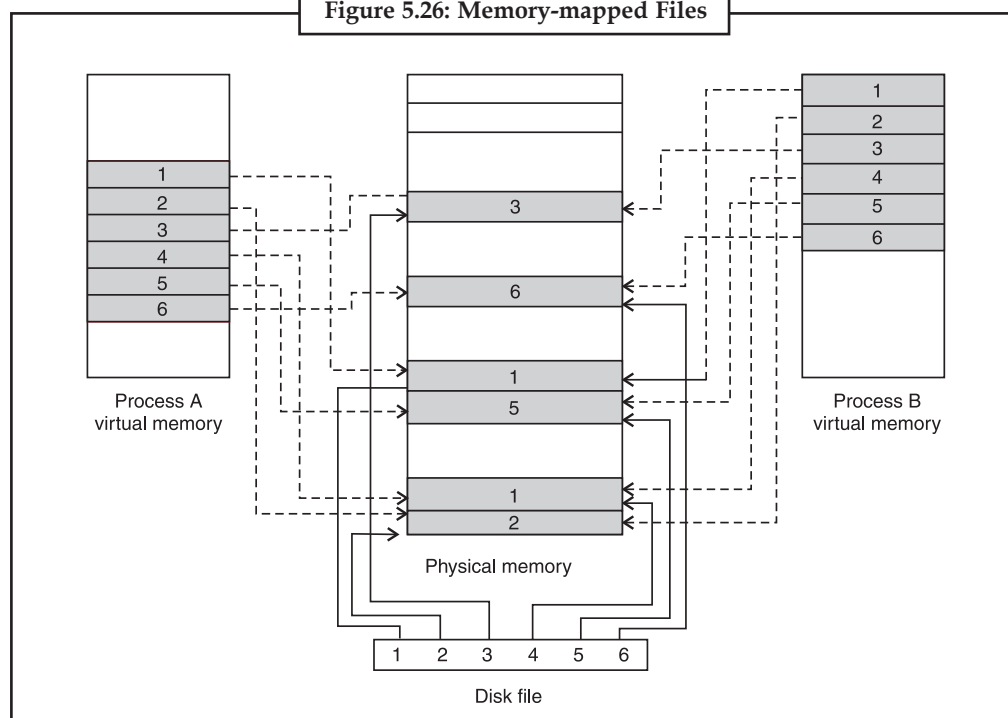 Figure 5.26: Memory-mapped Files
1
2
3
4
5
6
Process A
virtual memory
3
6
1
5
1
2
Physical memory
1
2
3
4
5
6
Process B
virtual memory
1 2 3 4 5 6
Disk file